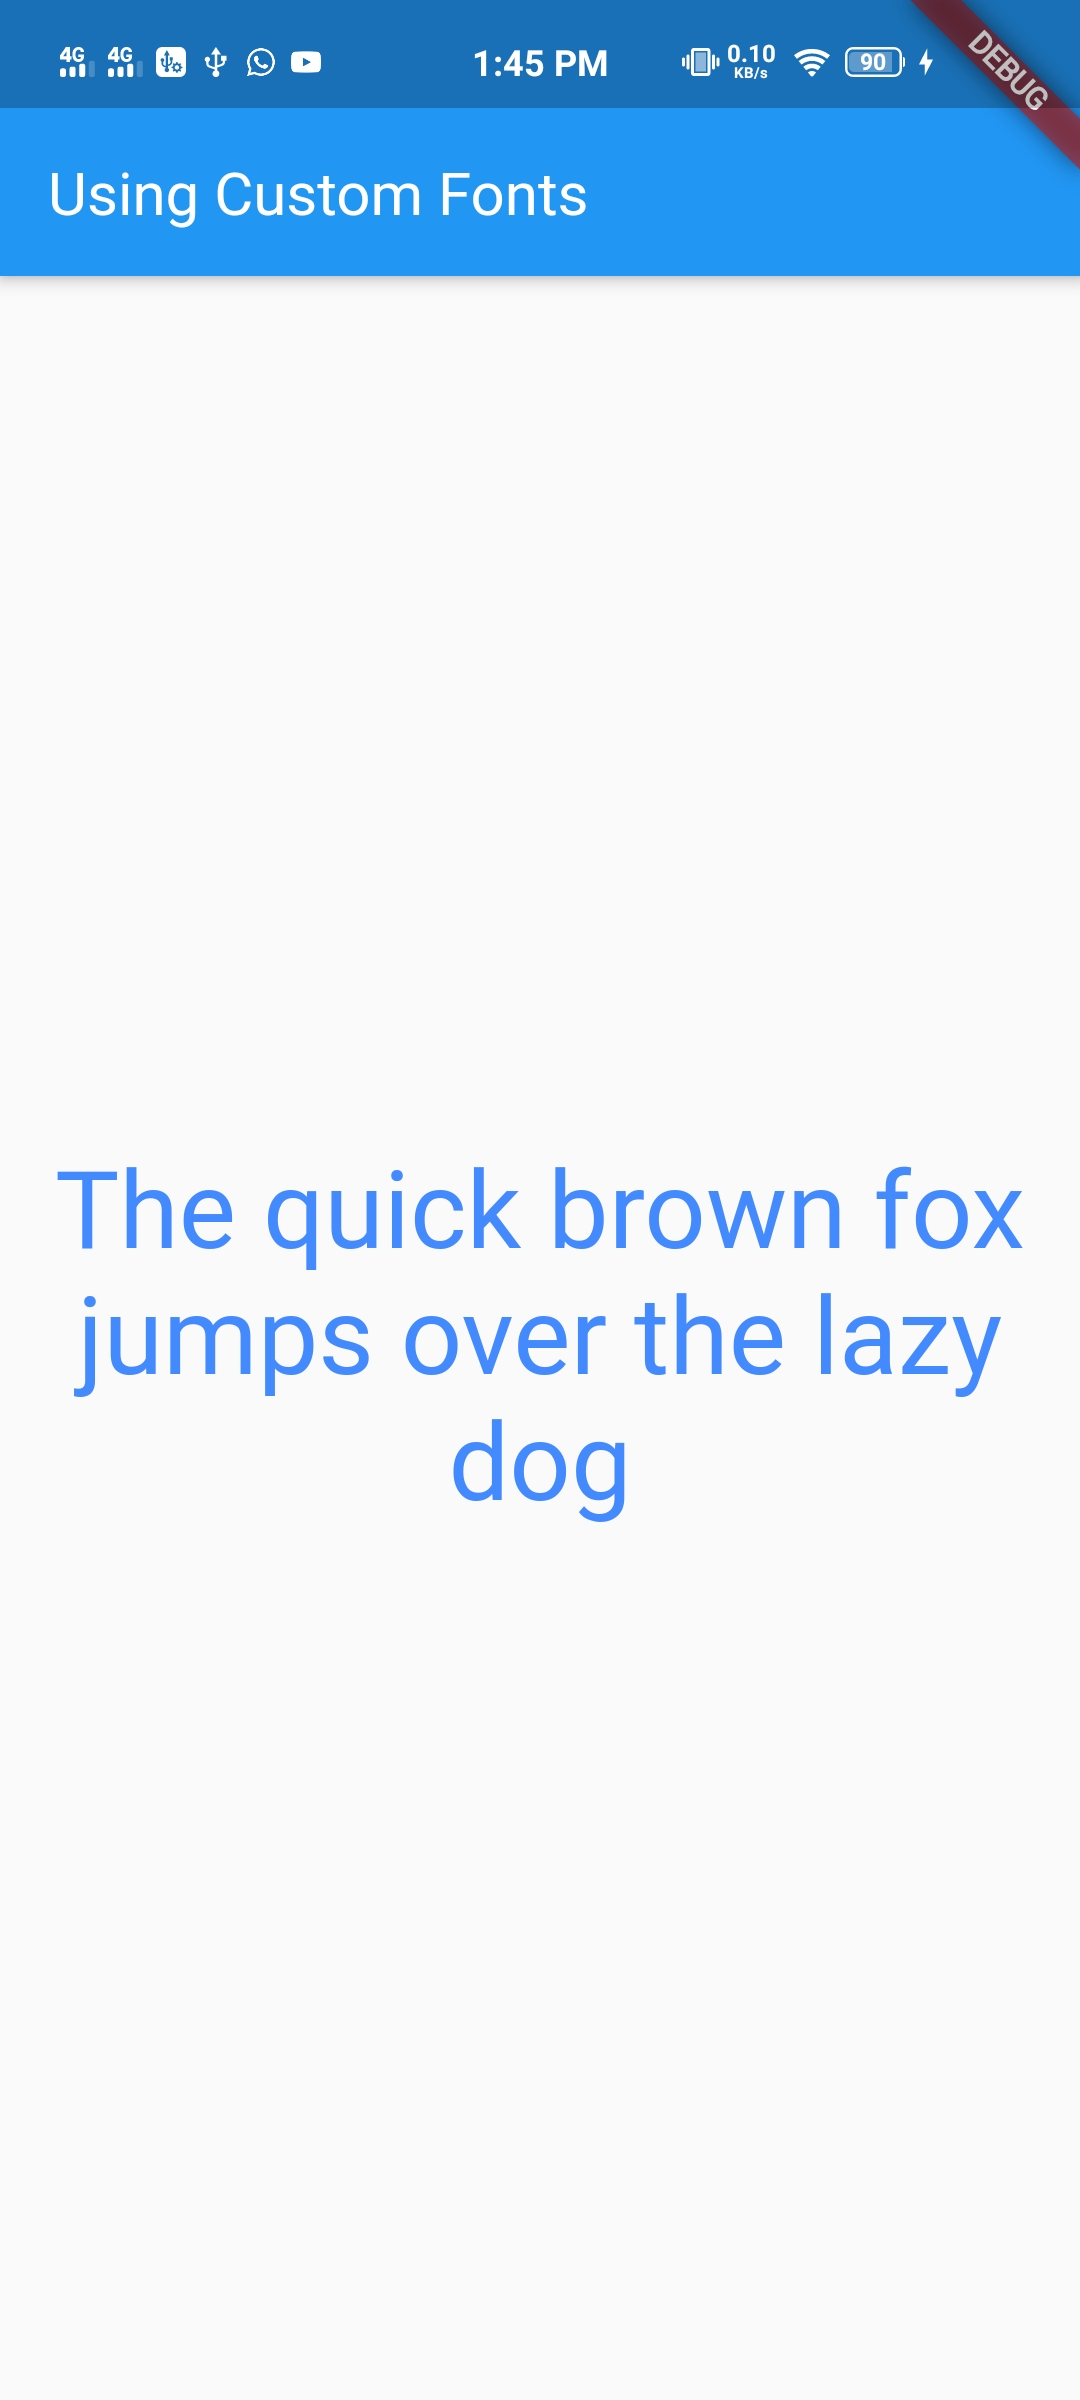 4G 4G 1:45 PM 0.10 KB/s 90
DEBUG
Using Custom Fonts
The quick brown fox
jumps over the lazy
dog